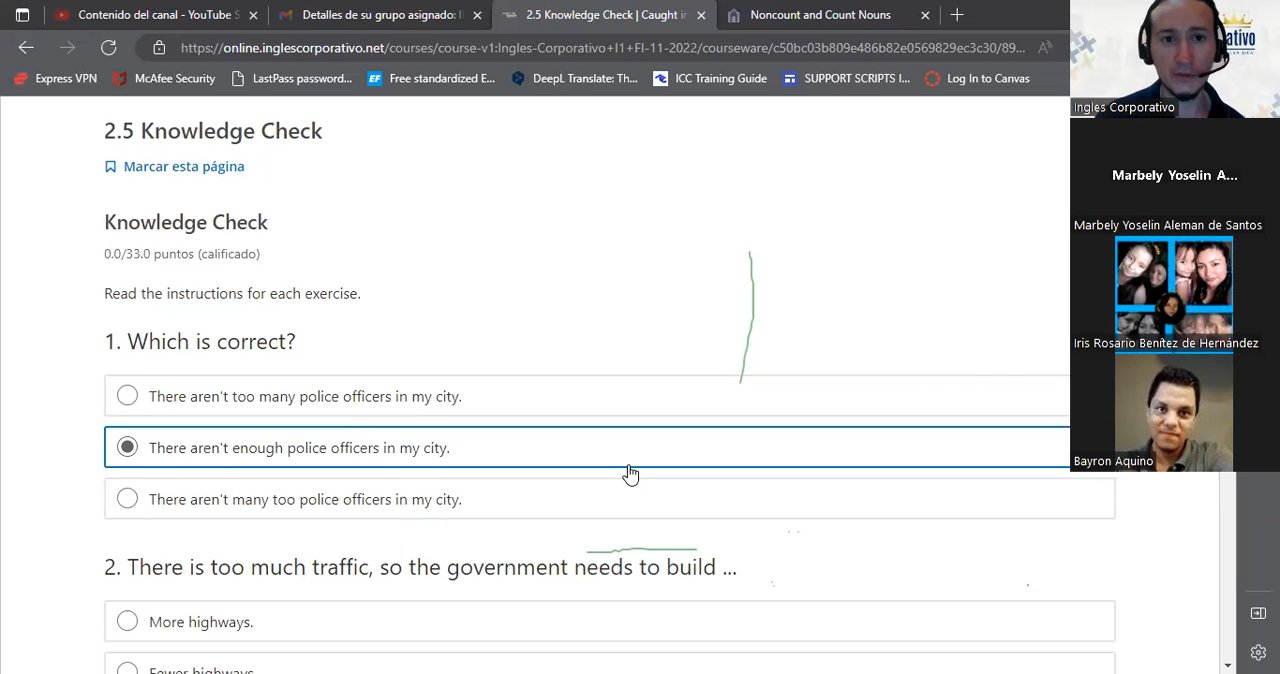 Contenido del canal - YouTube S
Detalles de su grupo asignado: I
2.5 Knowledge Check | Caught in
Noncount and Count Nouns
https://online.inglescorporativo.net/courses/course-v1:Ingles-Corporativo+I1+FI-11-2022/courseware/c50bc03b809e486b82e0569829ec3c30/89...
Express VPN
McAfee Security
LastPass password...
EF
Free standardized E...
DeepL Translate: Th...
ICC Training Guide
SUPPORT SCRIPTS I...
Log In to Canvas
2.5 Knowledge Check
Marcar esta página
Knowledge Check
0.0/33.0 puntos (calificado)
Read the instructions for each exercise.
1. Which is correct?
There aren't too many police officers in my city.
There aren't enough police officers in my city.
There aren't many too police officers in my city.
2. There is too much traffic, so the government needs to build ...
More highways.
Fewer highways.
Ingles Corporativo
Marbely Yoselin A...
Marbely Yoselin Aleman de Santos
Iris Rosario Benítez de Hernández
Bayron Aquino